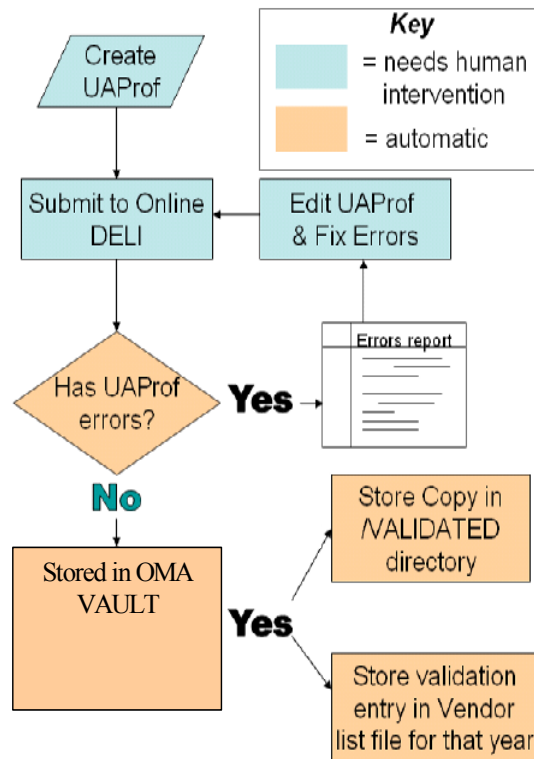 Create
UAProf
Key
= needs human
intervention
= automatic
Submit to Online
DELI
Edit UAProf
& Fix Errors
Errors report
Has UAProf
errors?
Yes
No
Stored in OMA
VAULT
Yes
Store Copy in
/VALIDATED
directory
Store validation
entry in Vendor
list file for that year